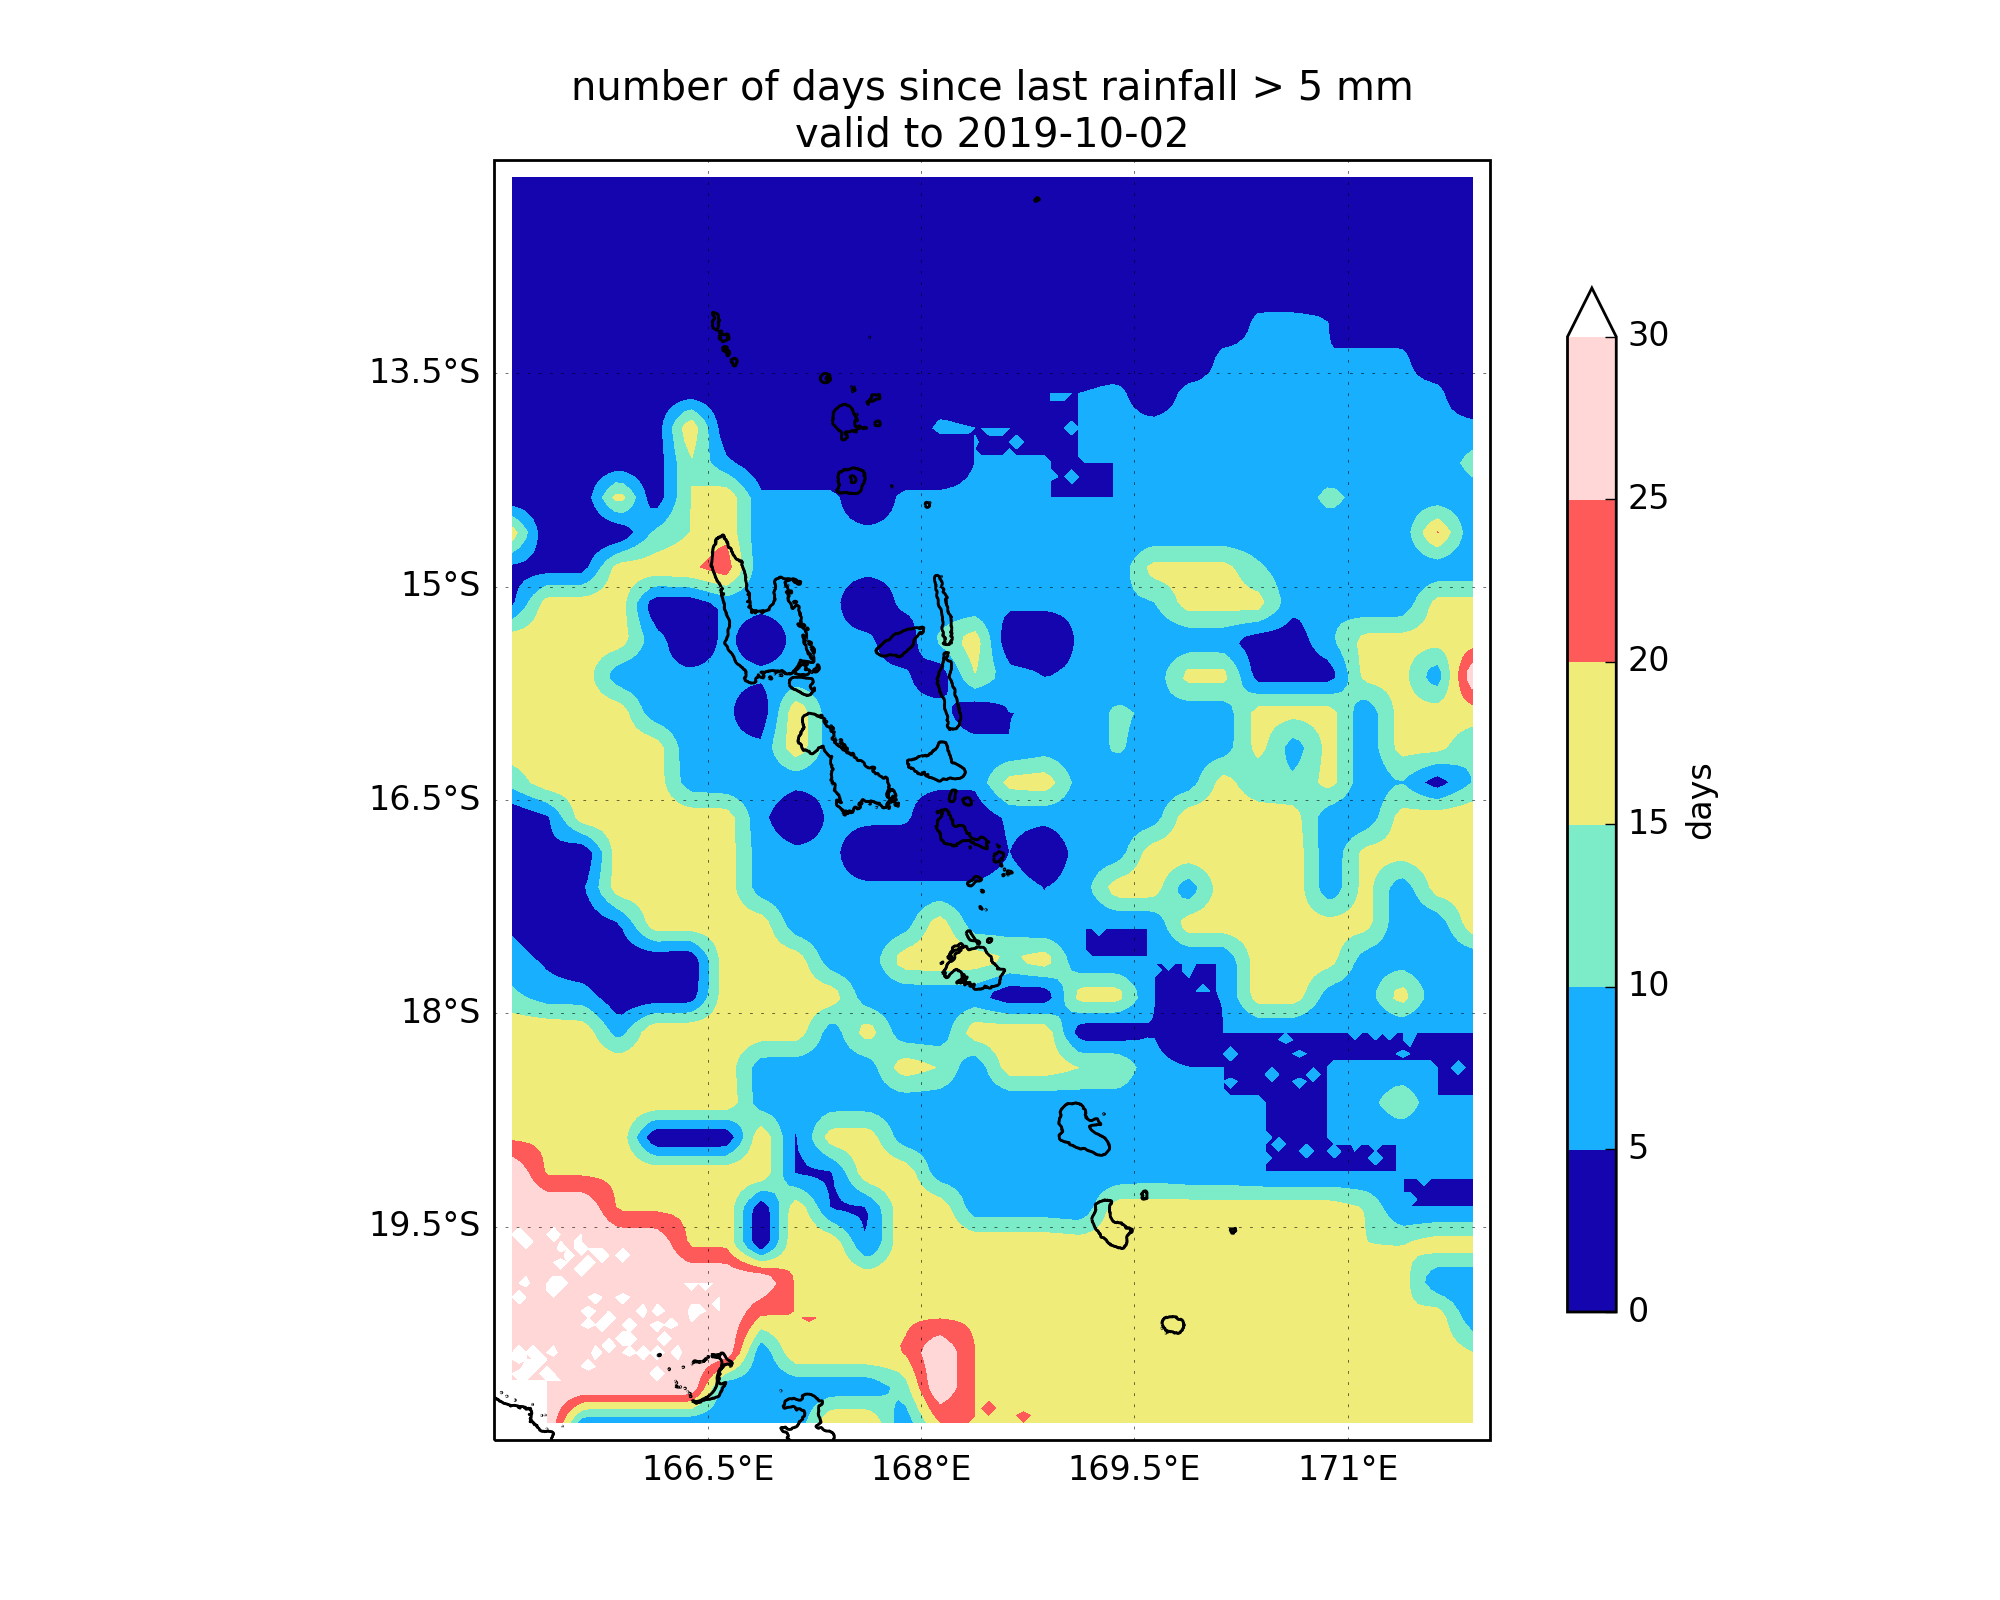 number of days since last rainfall > 5 mm
valid to 2019-10-02
13.5°S
15°S
16.5°S
18°S
19.5°S
166.5°E
168°E
169.5°E
171°E
30
25
20
15
10
5
0
days